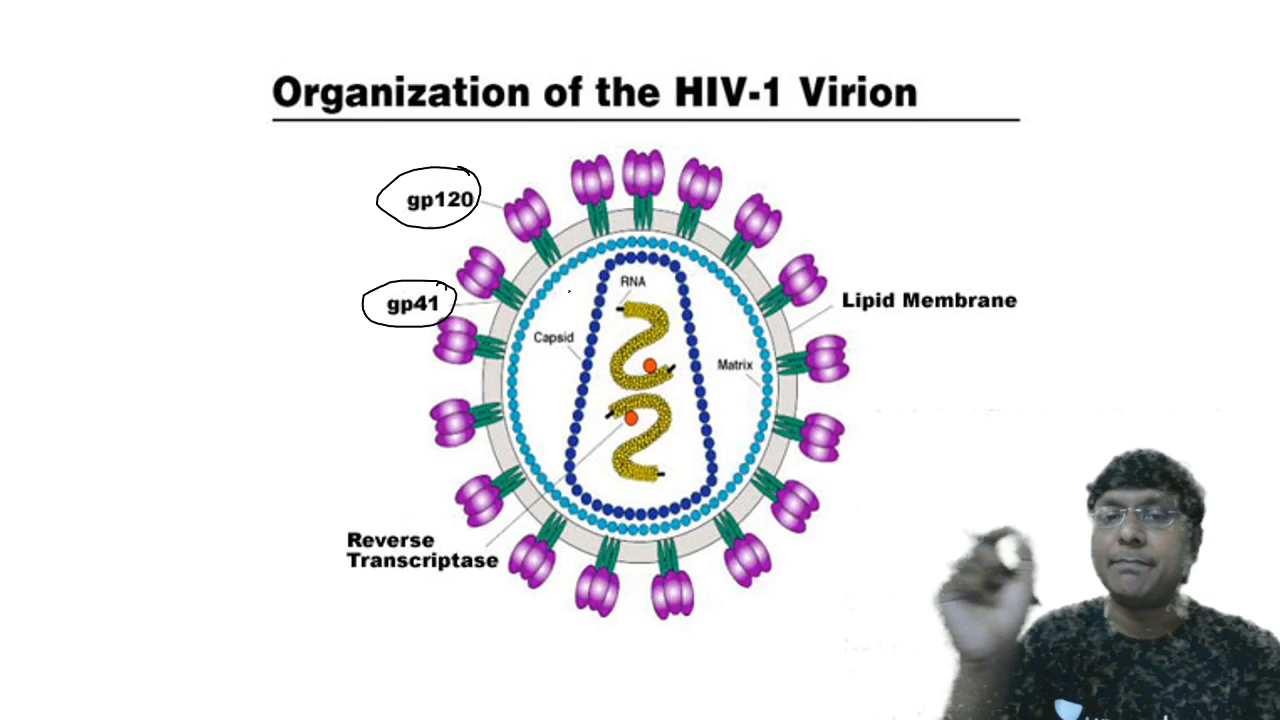 Organization of the HIV-1 Virion
gp120
gp41
RNA
Capsid
Matrix
Lipid Membrane
Reverse
Transcriptase